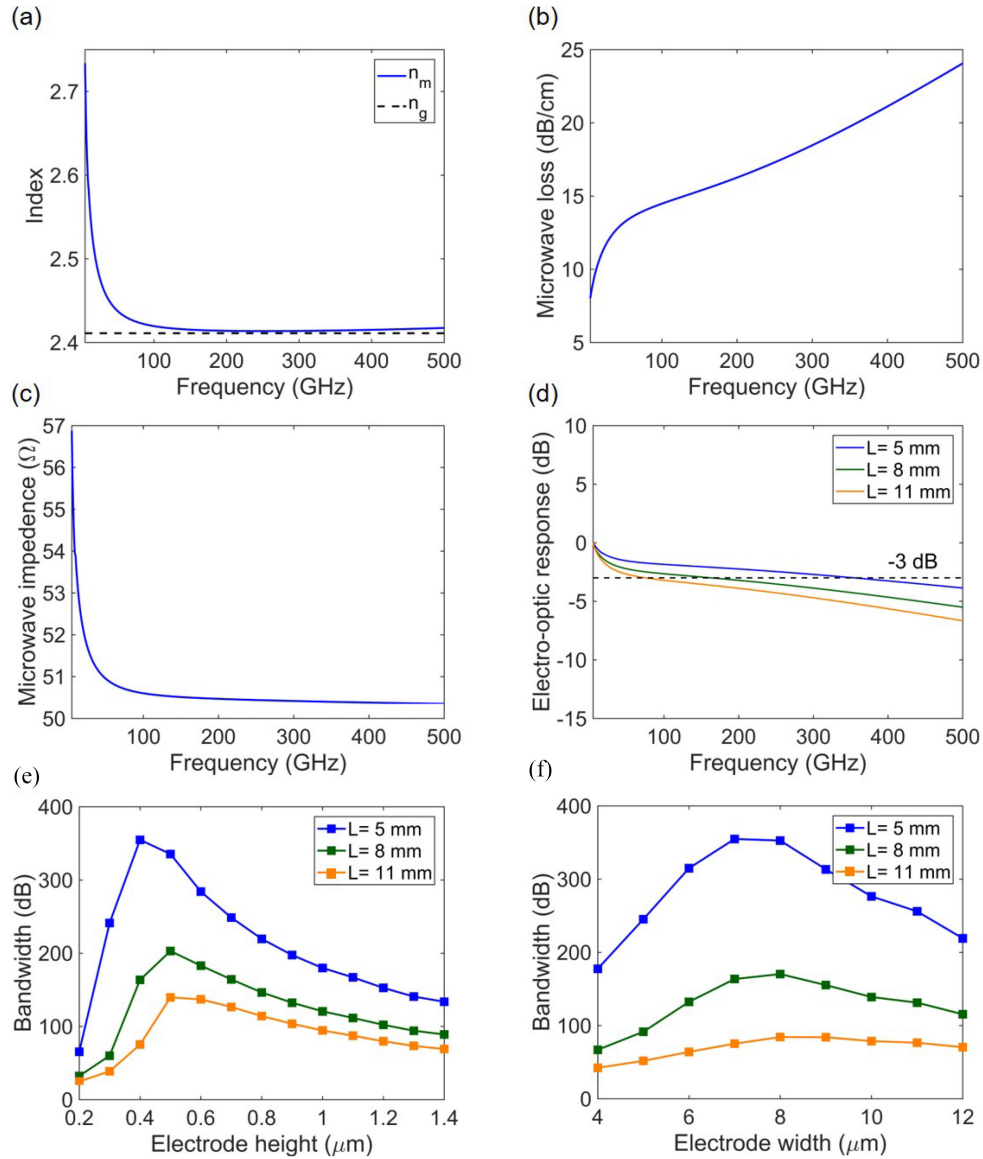 (a)
2.7
2.6
2.5
2.4
Index
100 200 300 400 500
Frequency (GHz)
n_m
n_g
(b)
25
20
15
10
5
Microwave loss (dB/cm)
100 200 300 400 500
Frequency (GHz)
(c)
57
56
55
54
53
52
51
50
Microwave impedence (Ω)
100 200 300 400 500
Frequency (GHz)
(d)
10
5
0
-5
-10
-15
Electro-optic response (dB)
100 200 300 400 500
Frequency (GHz)
L= 5 mm
L= 8 mm
L= 11 mm
-3 dB
(e)
400
300
200
100
0
Bandwidth (dB)
0.2 0.4 0.6 0.8 1 1.2 1.4
Electrode height (μm)
L= 5 mm
L= 8 mm
L= 11 mm
(f)
400
300
200
100
0
Bandwidth (dB)
4 6 8 10 12
Electrode width (μm)
L= 5 mm
L= 8 mm
L= 11 mm